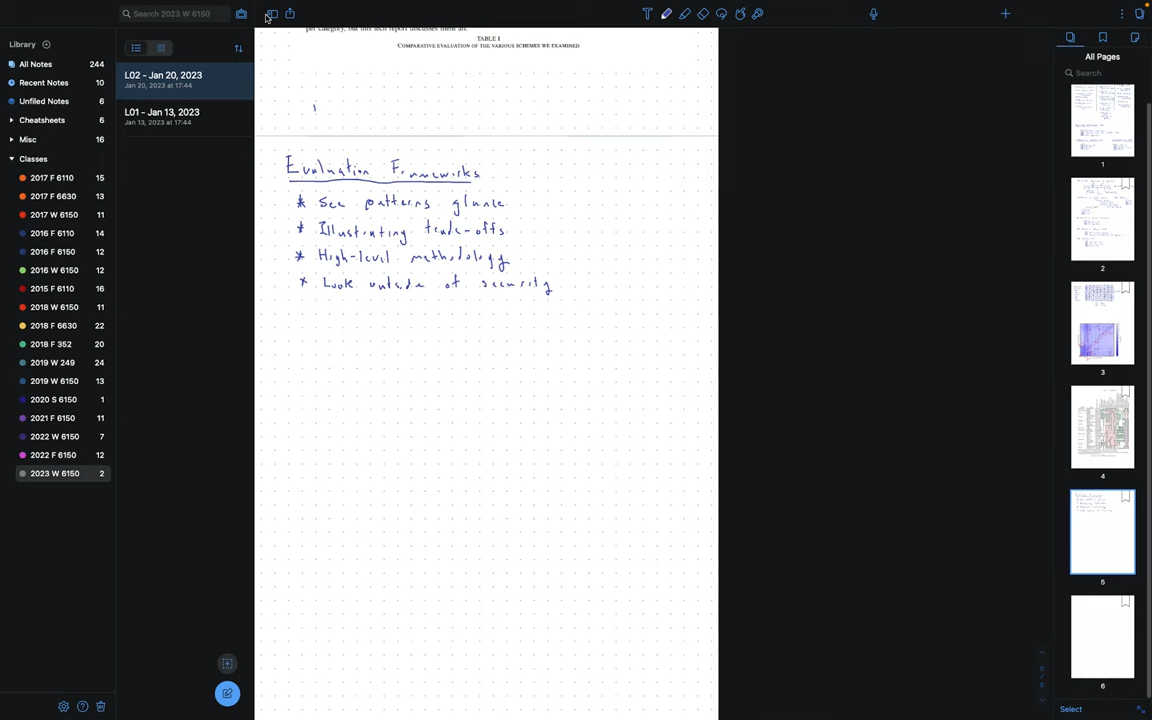 Search 2023 W 6150
Library
All Notes 244
Recent Notes 10
Unfiled Notes 6
Cheatsheets 6
Misc 16
Classes
2017 F 6110 15
2017 F 6630 13
2017 W 6150 11
2016 F 6110 14
2016 F 6150 12
2016 W 6150 12
2015 F 6110 16
2018 W 6150 11
2018 F 6630 22
2018 F 352 20
2019 W 249 24
2019 W 6150 13
2020 S 6150 1
2021 F 6150 11
2022 W 6150 7
2022 F 6150 12
2023 W 6150 2
L02 - Jan 20, 2023
Jan 20, 2023 at 17:44
L01 - Jan 13, 2023
Jan 13, 2023 at 17:44
per category, but this tech report discusses them all.
TABLE I
COMPARATIVE EVALUATION OF THE VARIOUS SCHEMES WE EXAMINED
Evaluation Frameworks
* See patterns glance
* Illustrating trade-offs
* High-level methodology
* Look outside of security
All Pages
Search
1
2
3
4
5
6
5
/
6
Select